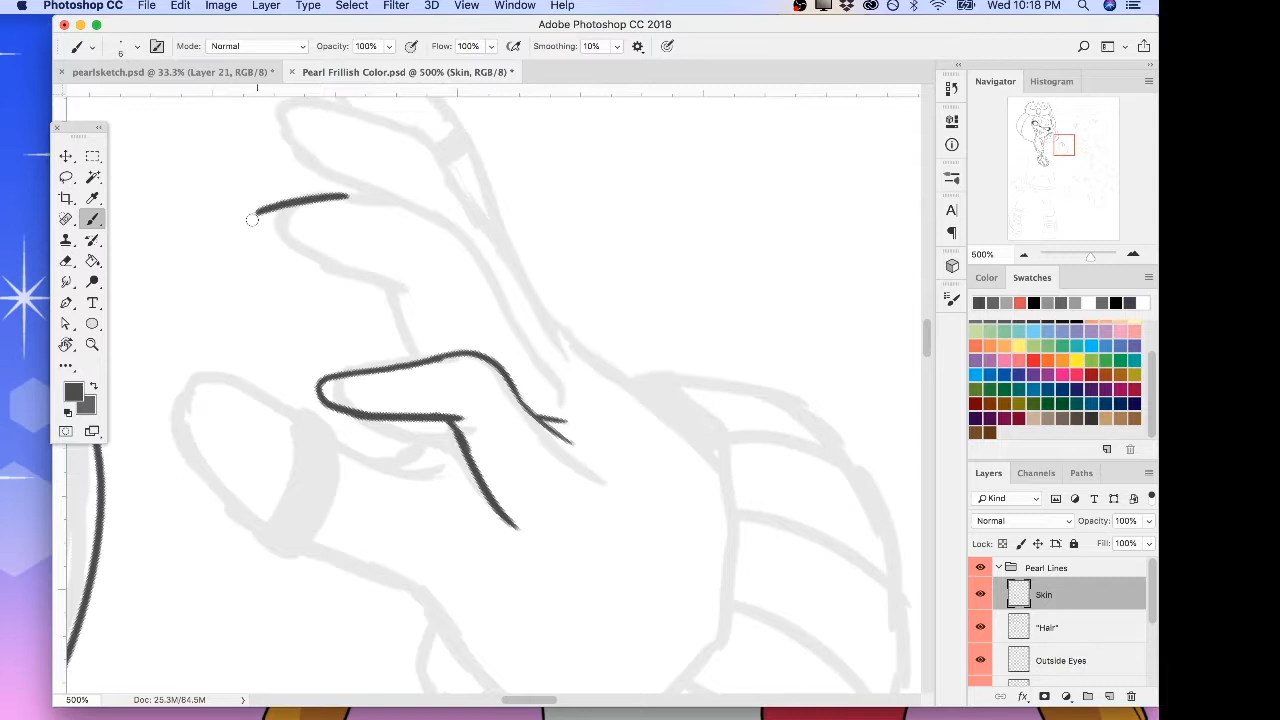 Photoshop CC File Edit Image Layer Type Select Filter 3D View Window Help Wed 10:18 PM
Adobe Photoshop CC 2018
6 Mode: Normal Opacity: 100% Flow: 100% Smoothing: 10%
pearlsketch.psd @ 33.3% (Layer 21, RGB/8) * Pearl Frillish Color.psd @ 500% (Skin, RGB/8) *
Navigator Histogram
500%
Color Swatches
Layers Channels Paths
Kind
Normal Opacity: 100%
Lock: Fill: 100%
Pearl Lines
Skin
"Hair"
Outside Eyes
500% Doc: 25.3M/84.5M